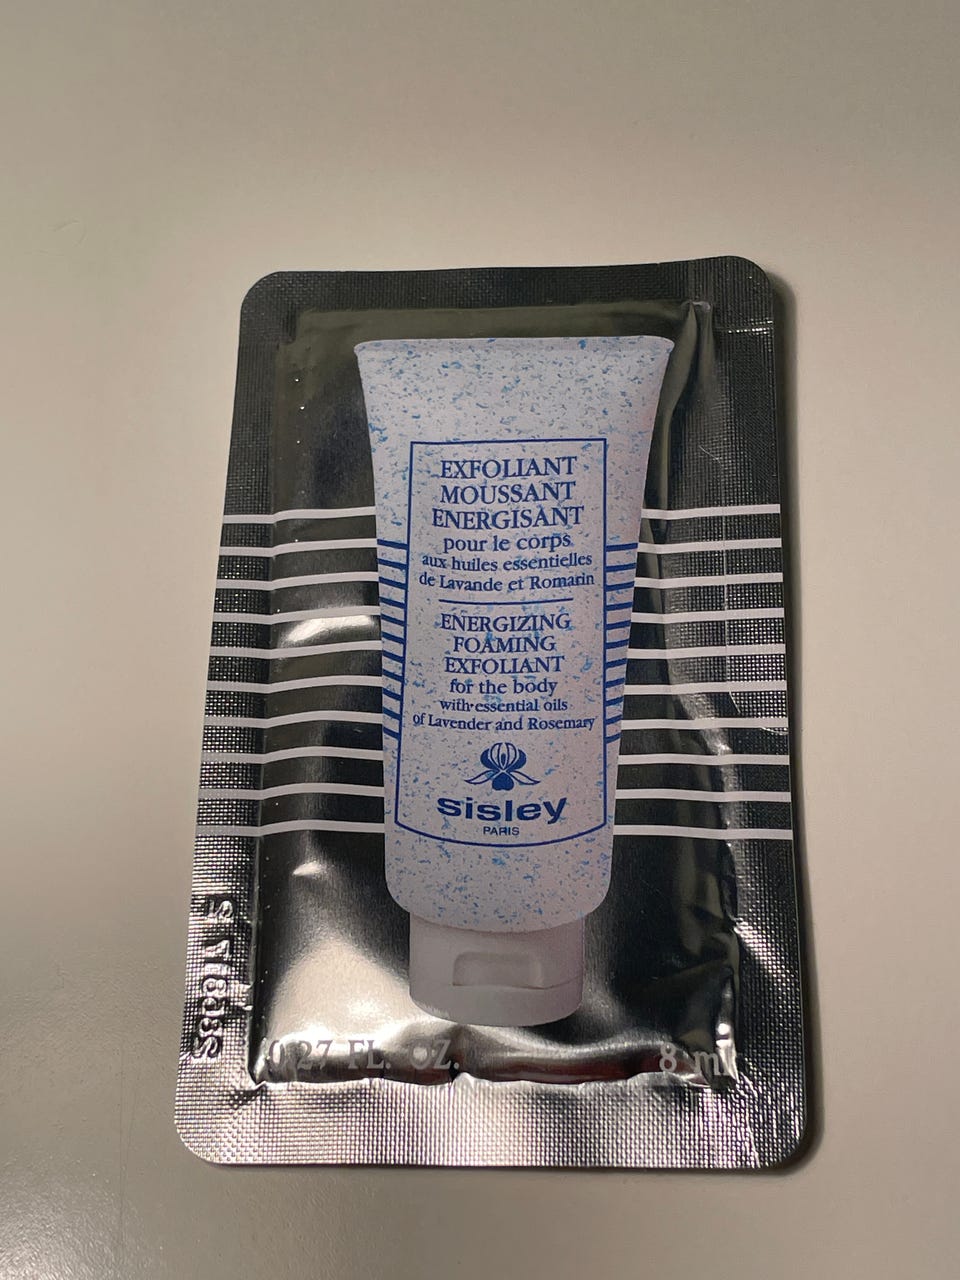 EXFOLIANT
MOUSSANT
ENERGISANT
pour le corps
aux huiles essentielles
de Lavande et Romarin
ENERGIZING
FOAMING
EXFOLIANT
for the body
with essential oils
of Lavender and Rosemary
sisley
PARIS
0.27 FL. OZ.
8 ml